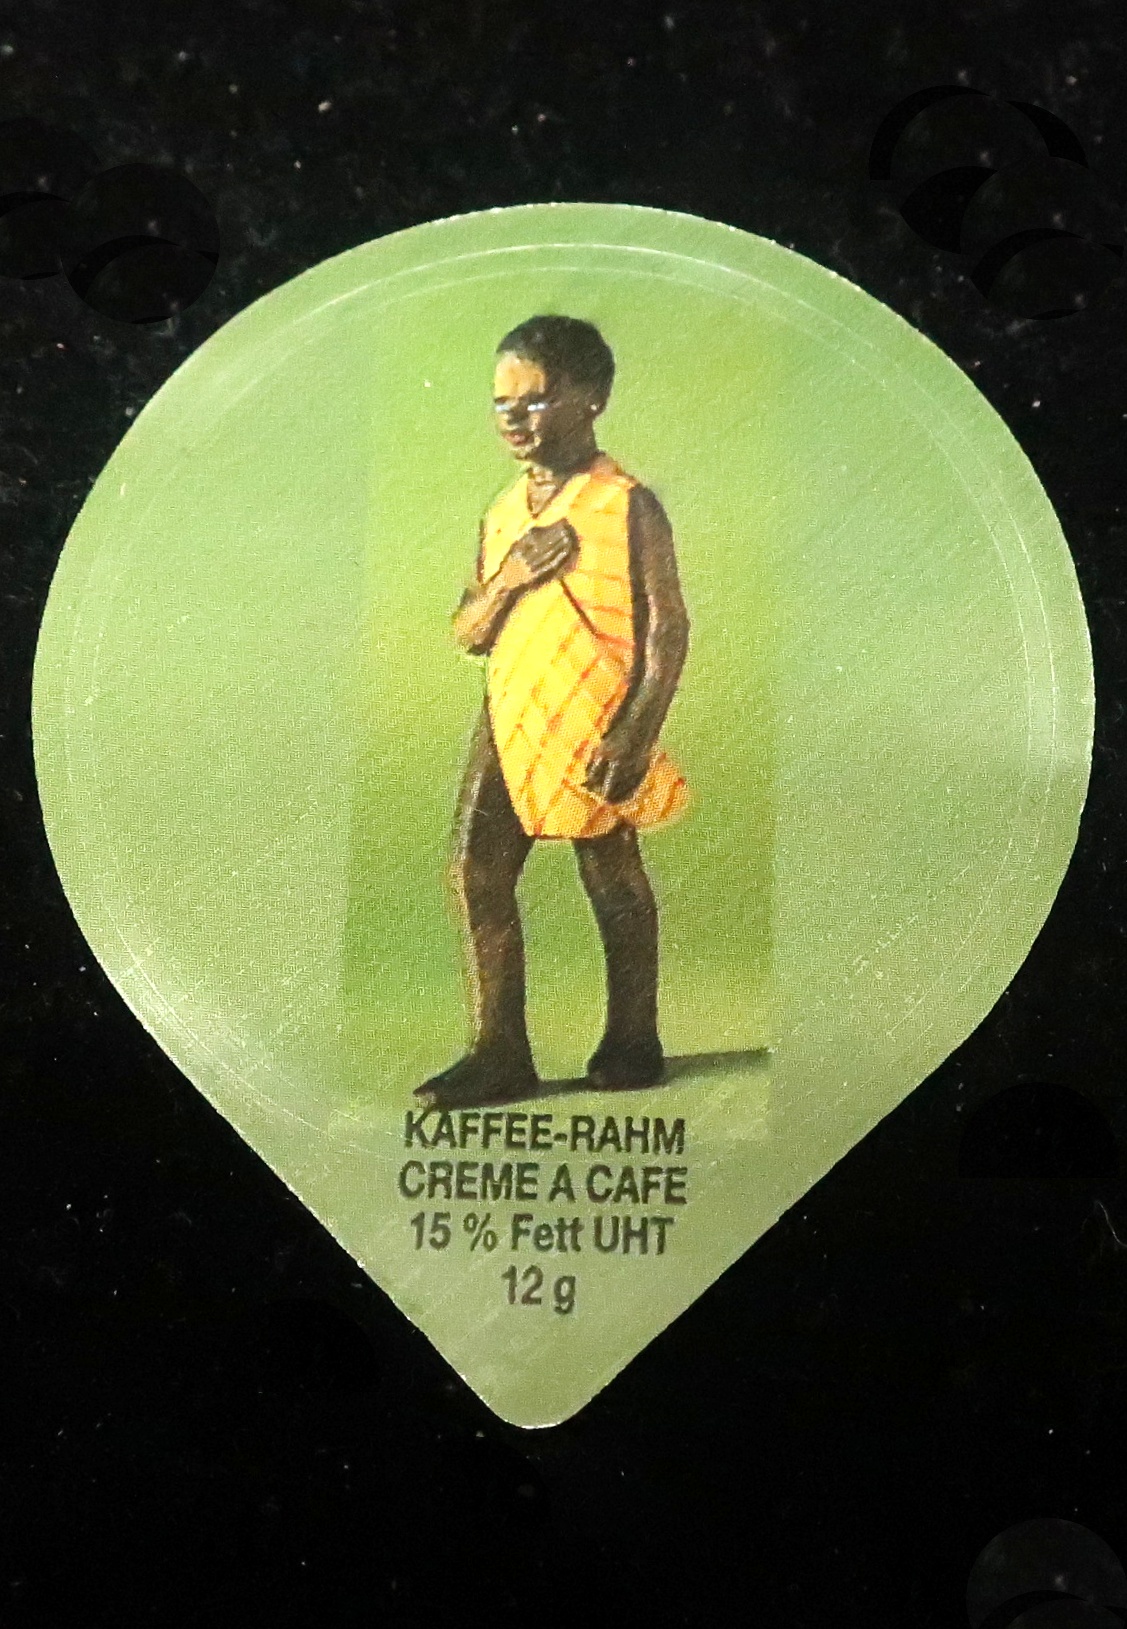 KAFFEE-RAHM
CREME A CAFE
15 % Fett UHT
12 g